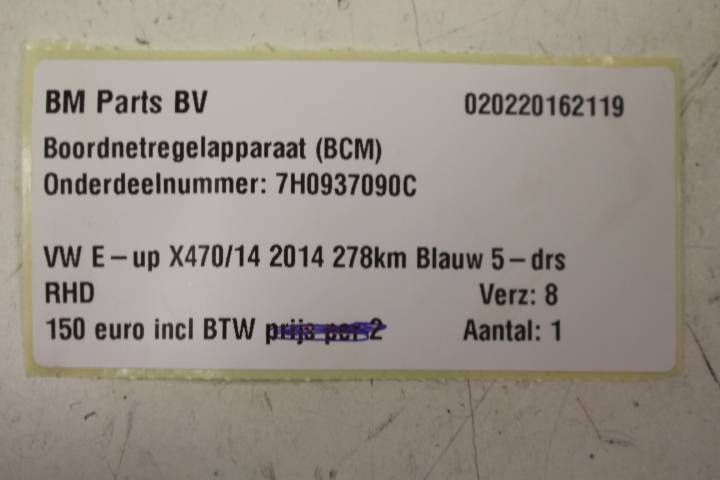 BM Parts BV 020220162119
Boordnetregelapparaat (BCM)
Onderdeelnummer: 7H0937090C
VW E-up X470/14 2014 278km Blauw 5-drs
RHD Verz: 8
150 euro incl BTW prijs per 2 Aantal: 1